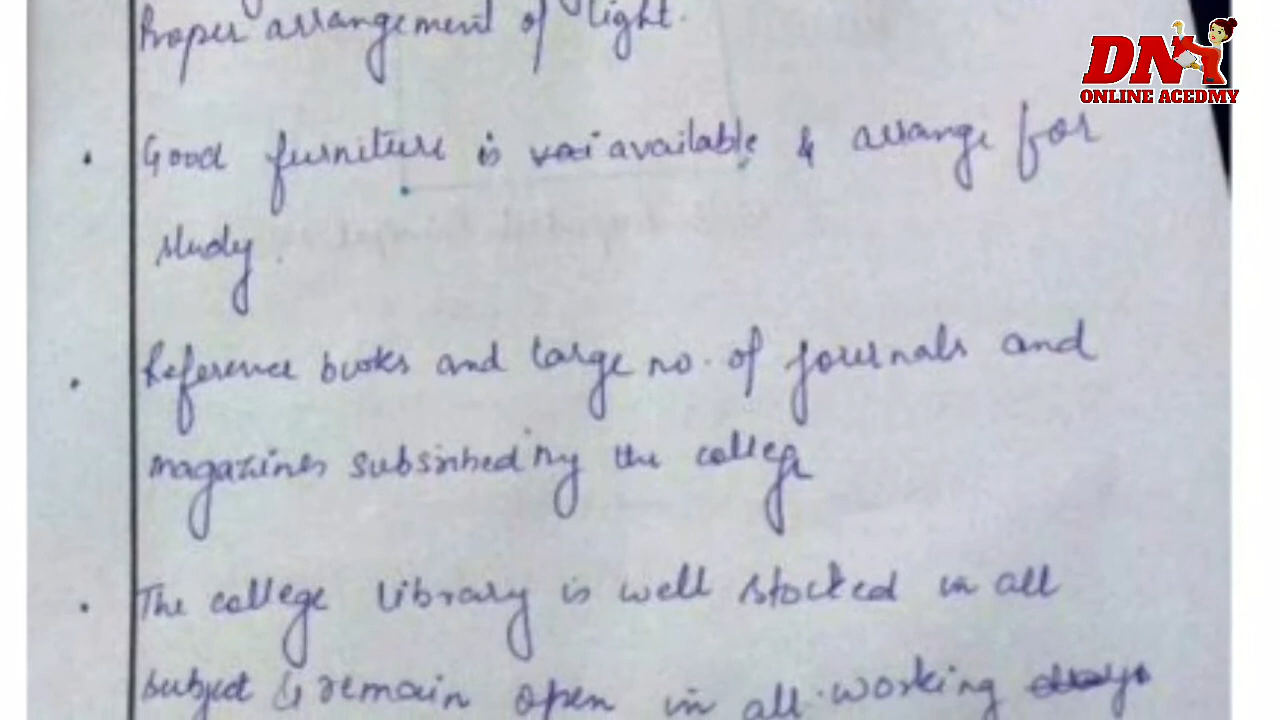 Proper arrangement of light.
DN
ONLINE ACEDMY
• Good furniture is available & arrange for
study.
• Reference books and large no. of journals and
magazines subscribed by the college
• The college library is well stocked in all
subject & remain open in all working days